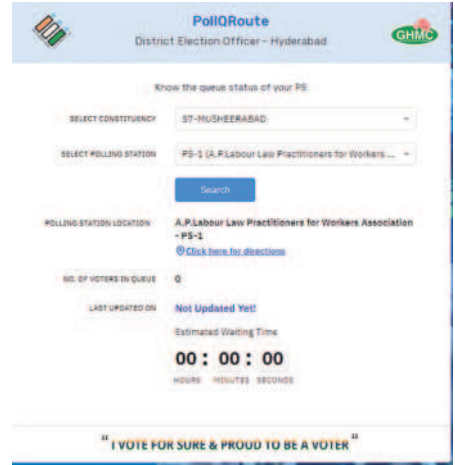 PollQRoute
District Election Officer - Hyderabad
GHMC
Know the queue status of your PS
SELECT CONSTITUENCY
57-MUSHEERABAD
SELECT POLLING STATION
PS-1 (A.P.Labour Law Practitioners for Workers ...
Search
POLLING STATION LOCATION
A.P.Labour Law Practitioners for Workers Association
- PS-1
Click here for directions
NO. OF VOTERS IN QUEUE
0
LAST UPDATED ON
Not Updated Yet!
Estimated Waiting Time
00 : 00 : 00
HOURS MINUTES SECONDS
"I VOTE FOR SURE & PROUD TO BE A VOTER"